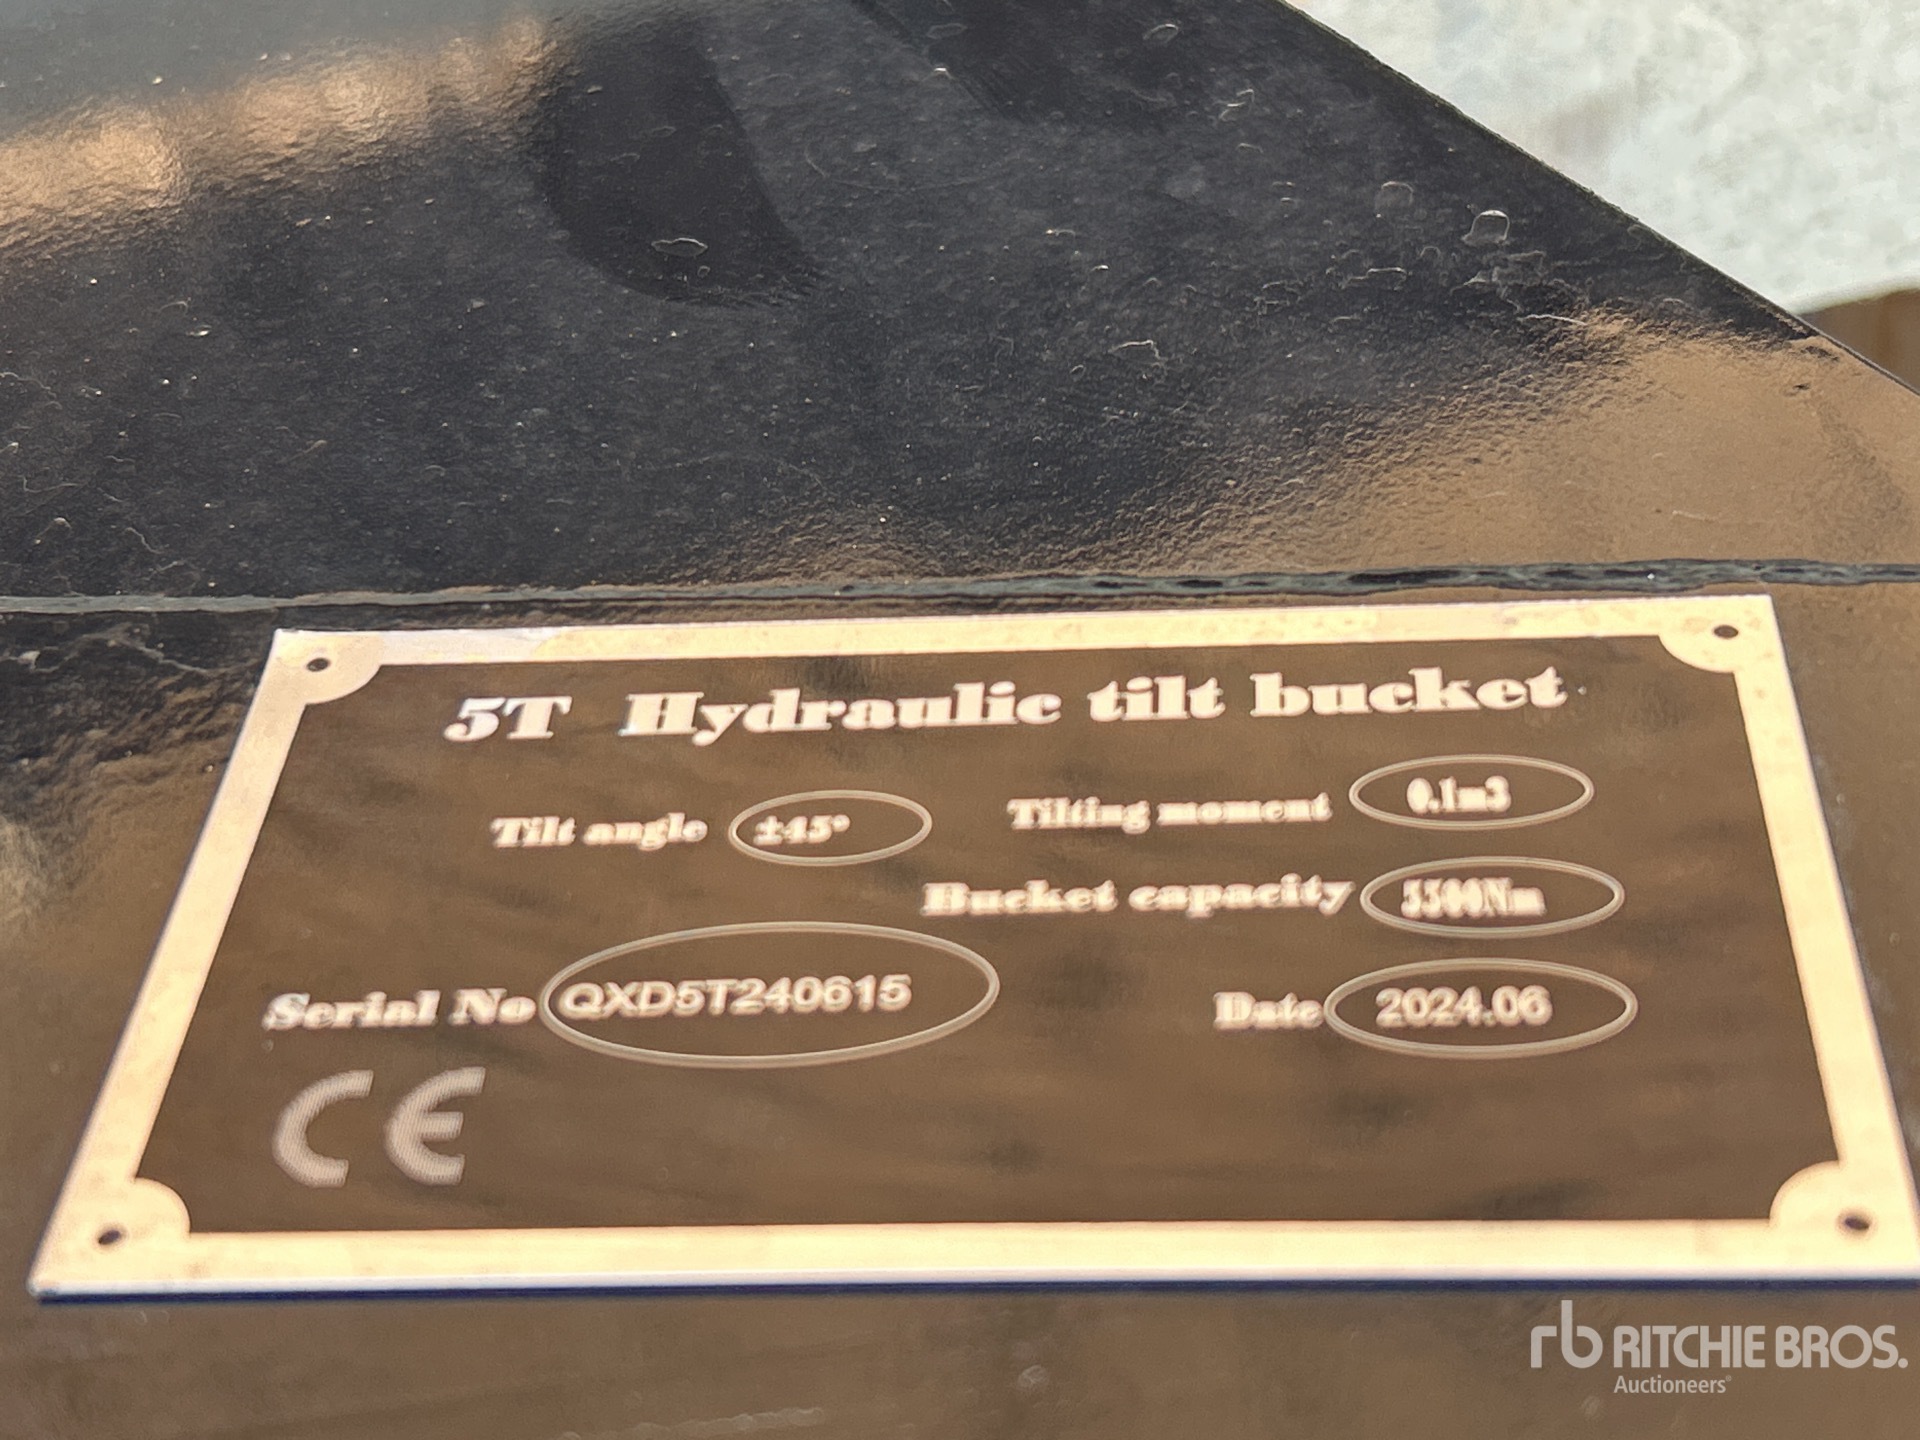 5T Hydraulic tilt bucket
Tilt angle ±45° Tilting moment 0.1m3
Bucket capacity 5500Nm
Serial No QXD5T240615 Date 2024.06
CE
rb RITCHIE BROS.
Auctioneers